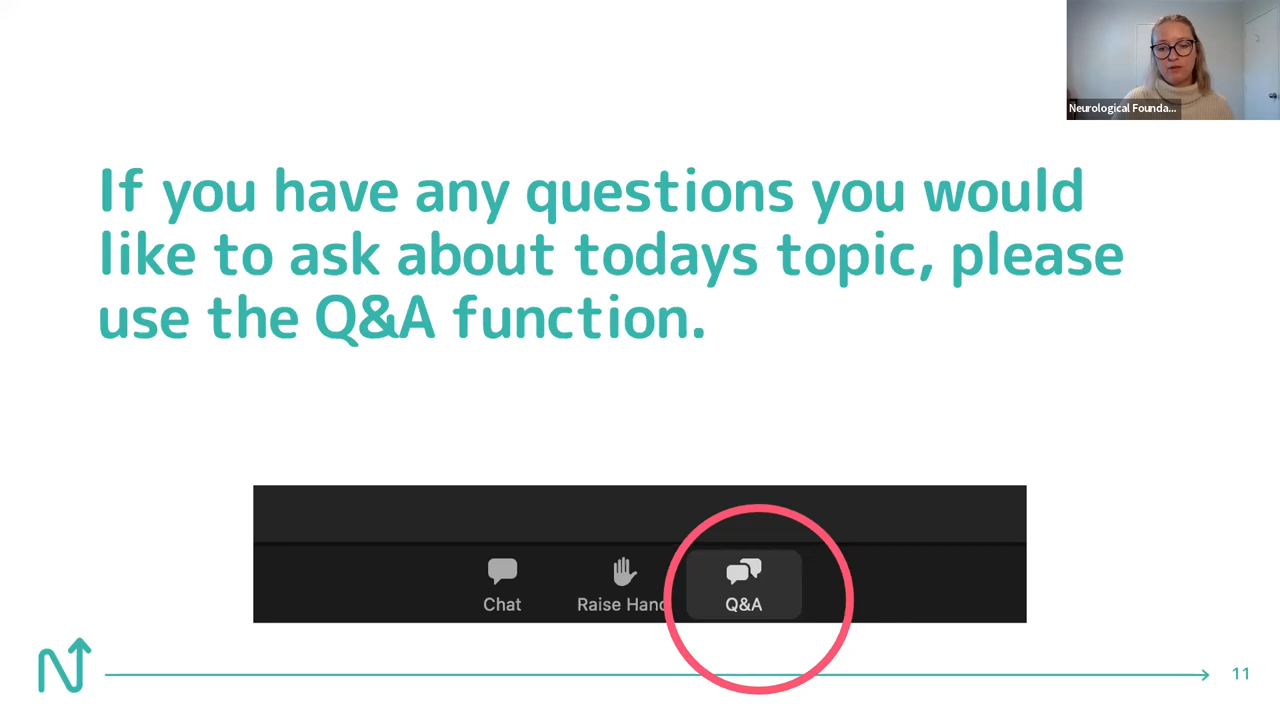 Neurological Founda...
If you have any questions you would
like to ask about todays topic, please
use the Q&A function.
Chat
Raise Hand
Q&A
11